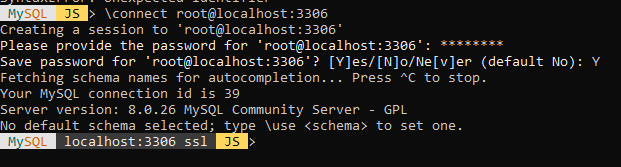 SyntaxError: Unexpected identifier
MySQL JS > \connect root@localhost:3306
Creating a session to 'root@localhost:3306'
Please provide the password for 'root@localhost:3306': ********
Save password for 'root@localhost:3306'? [Y]es/[N]o/Ne[v]er (default No): Y
Fetching schema names for autocompletion... Press ^C to stop.
Your MySQL connection id is 39
Server version: 8.0.26 MySQL Community Server - GPL
No default schema selected; type \use <schema> to set one.
MySQL localhost:3306 ssl JS >